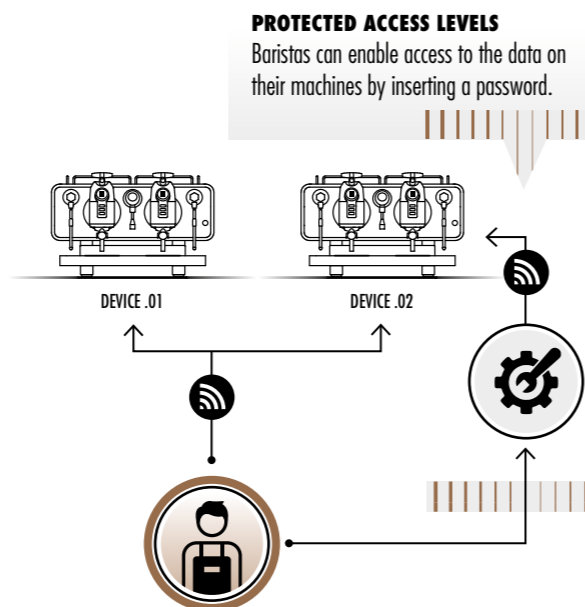 PROTECTED ACCESS LEVELS
Baristas can enable access to the data on
their machines by inserting a password.
DEVICE .01
DEVICE .02